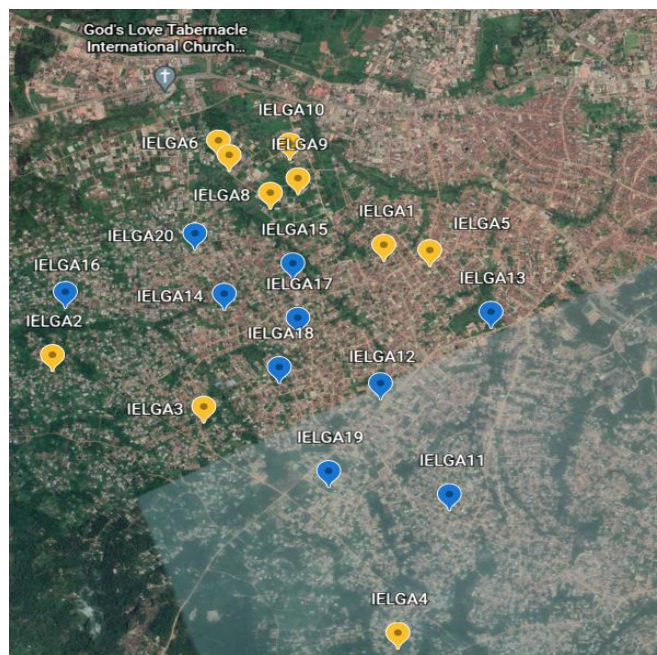 God's Love Tabernacle
International Church...
IELGA10
IELGA6
IELGA9
IELGA8
IELGA15
IELGA1
IELGA5
IELGA20
IELGA16
IELGA17
IELGA13
IELGA14
IELGA2
IELGA18
IELGA12
IELGA3
IELGA19
IELGA11
IELGA4